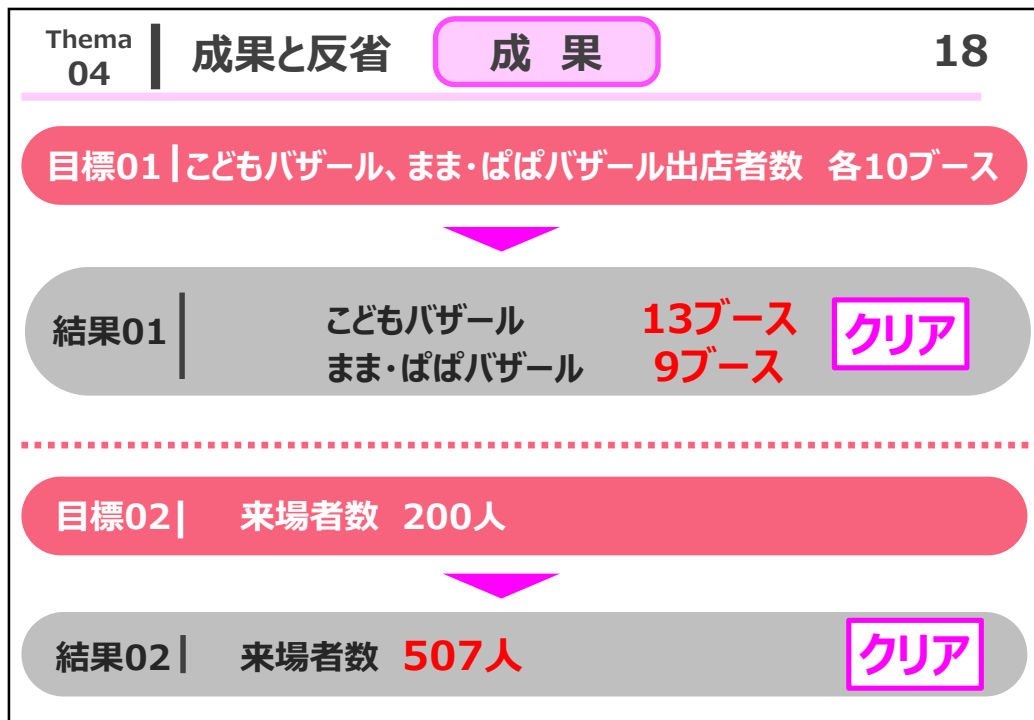 Thema
04
成果と反省
成 果
18
目標01|こどもバザール、まま・ぱぱバザール出店者数 各10ブース
結果01
こどもバザール 13ブース
まま・ぱぱバザール 9ブース
クリア
目標02| 来場者数 200人
結果02| 来場者数 507人
クリア